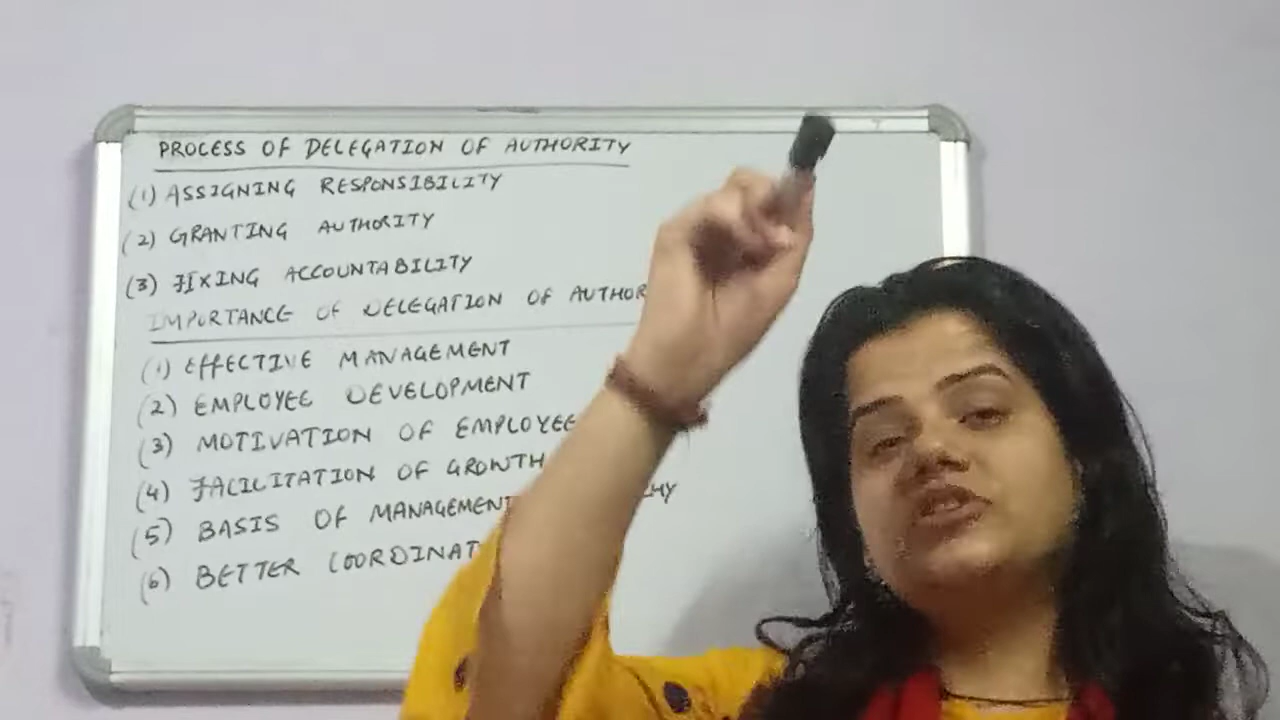 PROCESS OF DELEGATION OF AUTHORITY
(1) ASSIGNING RESPONSIBILITY
(2) GRANTING AUTHORITY
(3) FIXING ACCOUNTABILITY
IMPORTANCE OF DELEGATION OF
(1) EFFECTIVE MANAGEMENT
(2) EMPLOYEE DEVELOPMENT
(3) MOTIVATION OF EMPLOYEE
(4) FACILITATION OF GROWTH
(5) BASIS OF MANAGEMENT
(6) BETTER